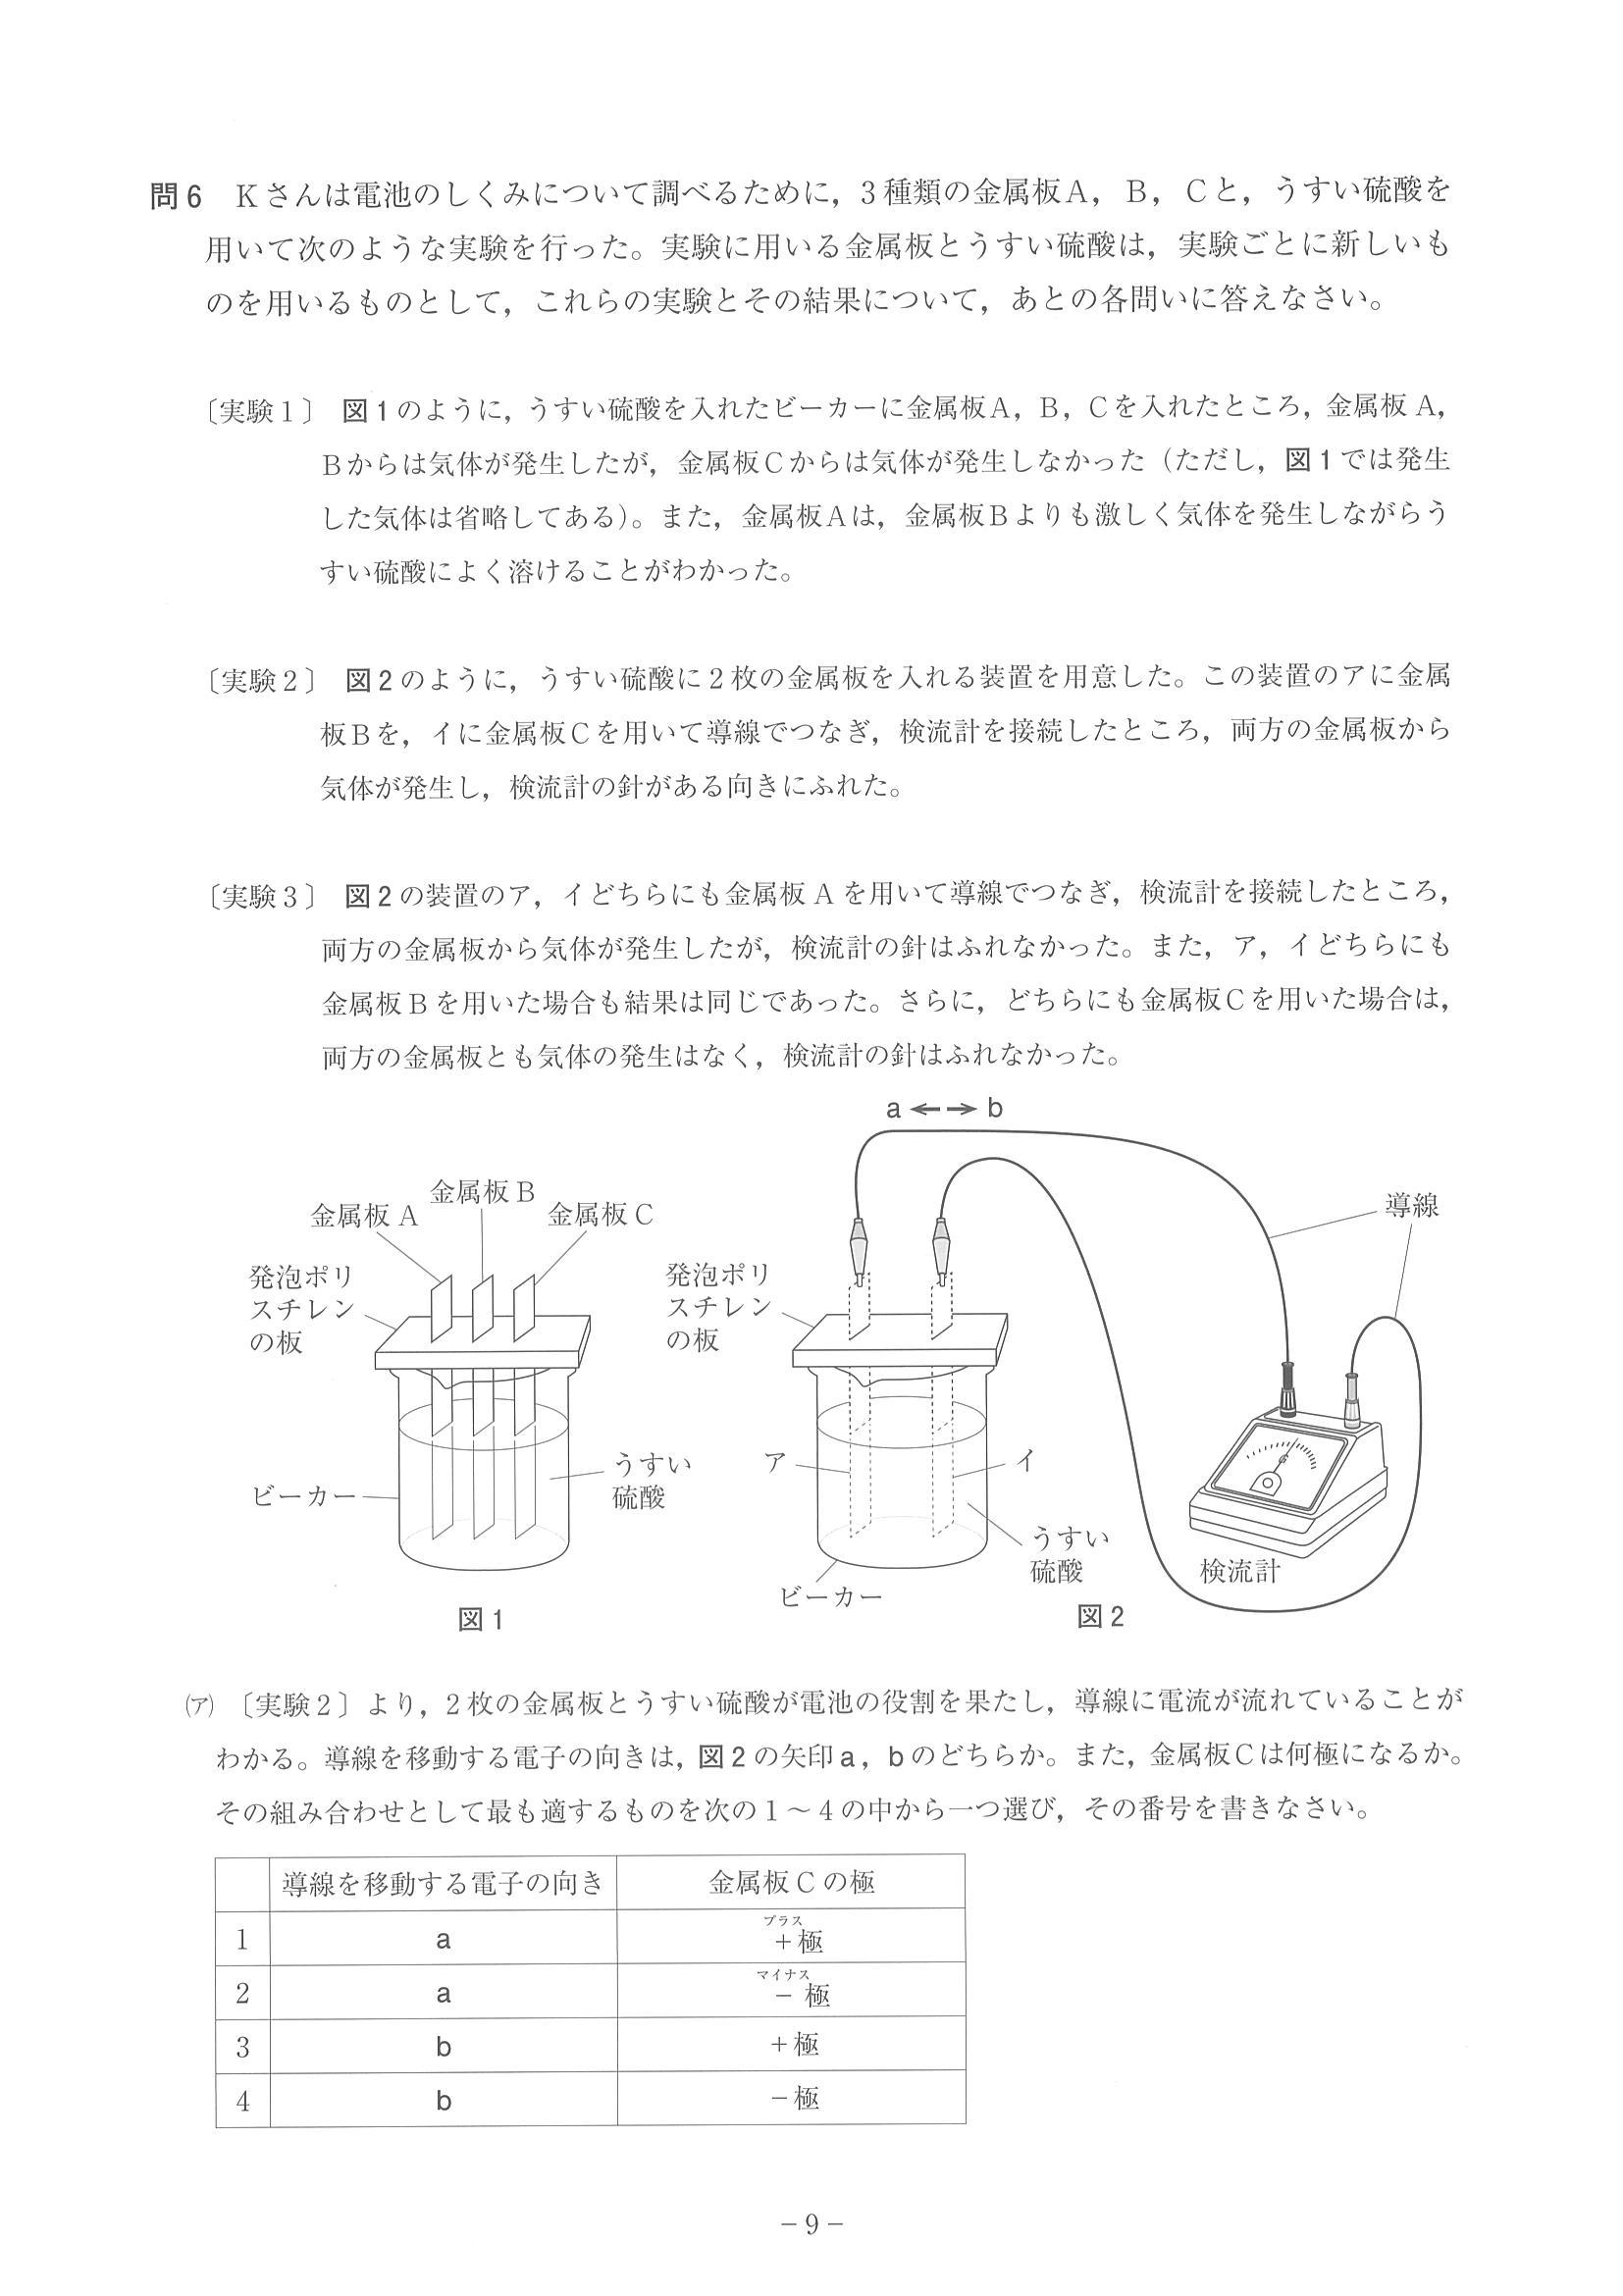 問6　Kさんは電池のしくみについて調べるために，3種類の金属板A，B，Cと，うすい硫酸を
用いて次のような実験を行った。実験に用いる金属板とうすい硫酸は，実験ごとに新しいも
のを用いるものとして，これらの実験とその結果について，あとの各問いに答えなさい。
〔実験1〕 図1のように，うすい硫酸を入れたビーカーに金属板A，B，Cを入れたところ，金属板A，
Bからは気体が発生したが，金属板Cからは気体が発生しなかった（ただし，図1では発生
した気体は省略してある）。また，金属板Aは，金属板Bよりも激しく気体を発生しながらう
すい硫酸によく溶けることがわかった。
〔実験2〕 図2のように，うすい硫酸に2枚の金属板を入れる装置を用意した。この装置のアに金属
板Bを，イに金属板Cを用いて導線でつなぎ，検流計を接続したところ，両方の金属板から
気体が発生し，検流計の針がある向きにふれた。
〔実験3〕 図2の装置のア，イどちらにも金属板Aを用いて導線でつなぎ，検流計を接続したところ，
両方の金属板から気体が発生したが，検流計の針はふれなかった。また，ア，イどちらにも
金属板Bを用いた場合も結果は同じであった。さらに，どちらにも金属板Cを用いた場合は，
両方の金属板とも気体の発生はなく，検流計の針はふれなかった。
金属板A
金属板B
金属板C
発泡ポリ
スチレン
の板
ビーカー
うすい
硫酸
図1
a ←→ b
導線
発泡ポリ
スチレン
の板
ア
イ
G
うすい
硫酸
ビーカー
検流計
図2
(ア) 〔実験2〕より，2枚の金属板とうすい硫酸が電池の役割を果たし，導線に電流が流れていることが
わかる。導線を移動する電子の向きは，図2の矢印a，bのどちらか。また，金属板Cは何極になるか。
その組み合わせとして最も適するものを次の1～4の中から一つ選び，その番号を書きなさい。
導線を移動する電子の向き　金属板Cの極
プラス
1　a　＋極
マイナス
2　a　－極
3　b　＋極
4　b　－極
－9－